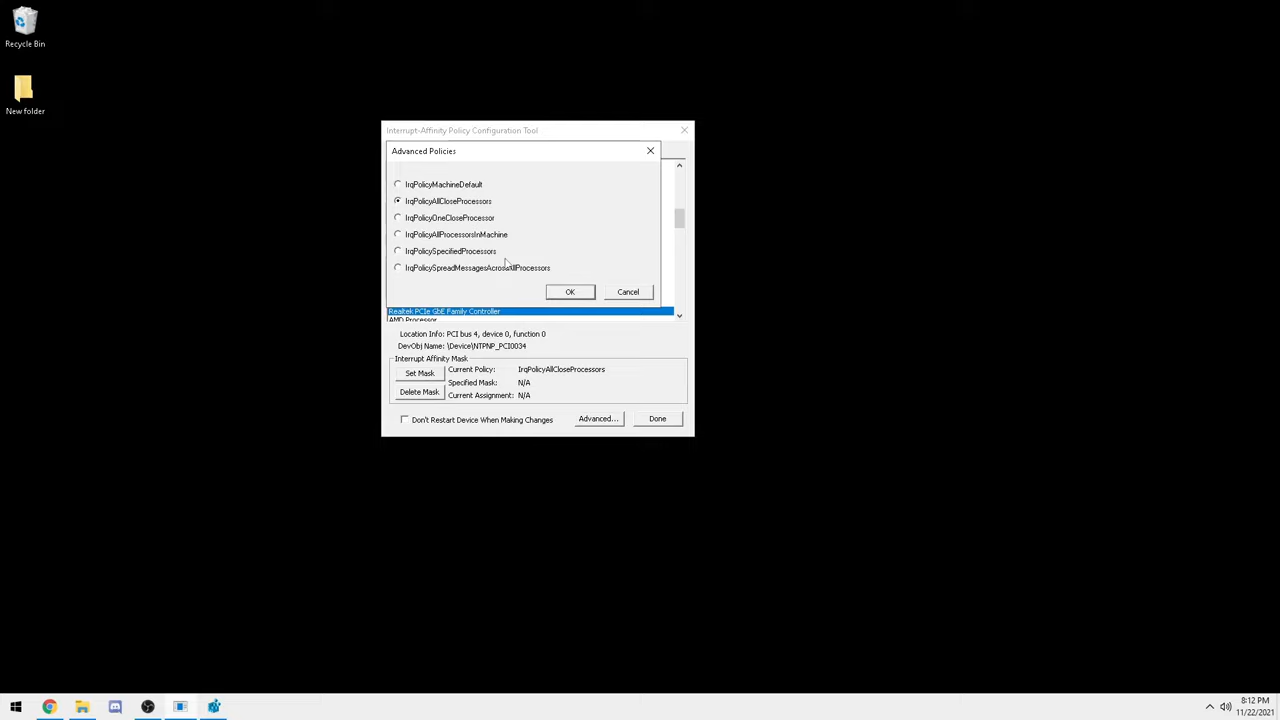 Recycle Bin
New folder
Interrupt-Affinity Policy Configuration Tool
Advanced Policies
IrqPolicyMachineDefault
IrqPolicyAllCloseProcessors
IrqPolicyOneCloseProcessor
IrqPolicyAllProcessorsInMachine
IrqPolicySpecifiedProcessors
IrqPolicySpreadMessagesAcrossAllProcessors
OK Cancel
Realtek PCIe GbE Family Controller
AMD Processor
Location Info: PCI bus 4, device 0, function 0
DevObj Name: \Device\NTPNP_PCI0034
Interrupt Affinity Mask
Set Mask Current Policy: IrqPolicyAllCloseProcessors
Specified Mask: N/A
Delete Mask Current Assignment: N/A
Don't Restart Device When Making Changes Advanced... Done
8:12 PM
11/22/2021